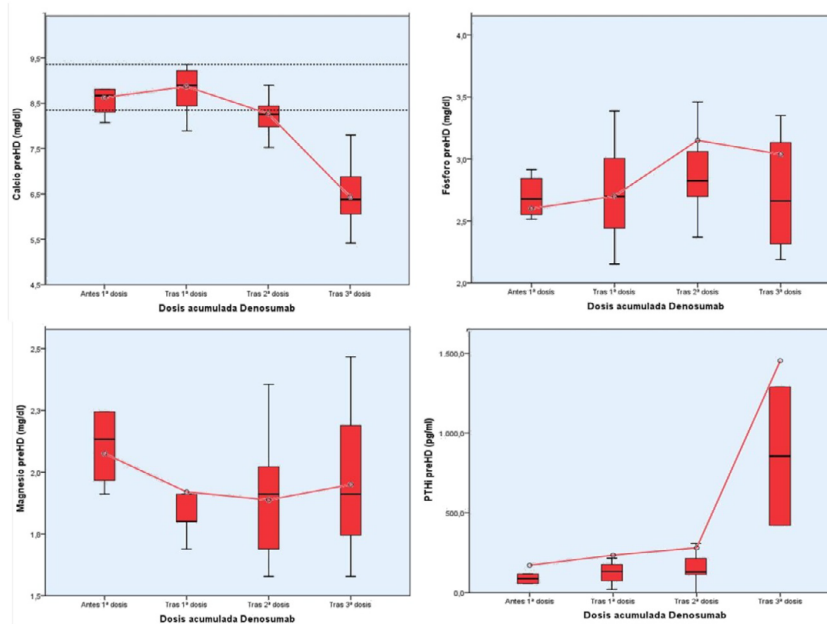 Calcio preHD (mg/dl)
9,5
8,5
7,5
6,5
5,5
4,5
Antes 1ª dosis
Tras 1ª dosis
Tras 2ª dosis
Tras 3ª dosis
Dosis acumulada Denosumab
Fósforo preHD (mg/dl)
4,0
3,5
3,0
2,5
2,0
Antes 1ª dosis
Tras 1ª dosis
Tras 2ª dosis
Tras 3ª dosis
Dosis acumulada Denosumab
Magnesio preHD (mg/dl)
2,5
2,3
2,0
1,8
1,5
Antes 1ª dosis
Tras 1ª dosis
Tras 2ª dosis
Tras 3ª dosis
Dosis acumulada Denosumab
PTHi preHD (pg/ml)
1.500,0
1.000,0
500,0
0,0
Antes 1ª dosis
Tras 1ª dosis
Tras 2ª dosis
Tras 3ª dosis
Dosis acumulada Denosumab